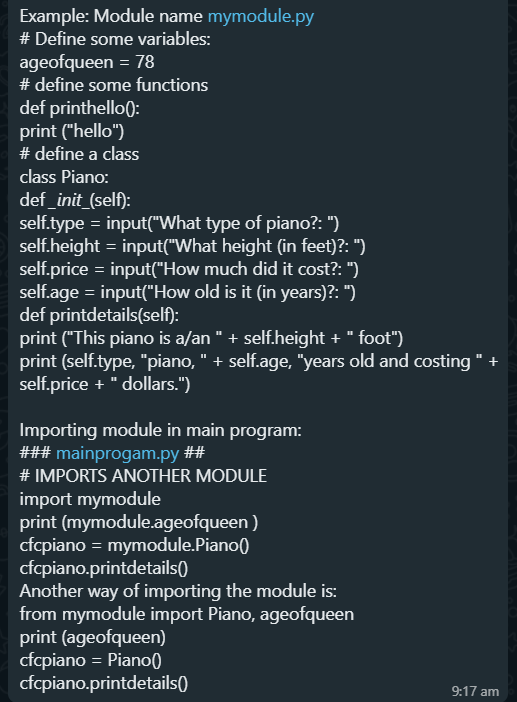 Example: Module name mymodule.py
# Define some variables:
ageofqueen = 78
# define some functions
def printhello():
print ("hello")
# define a class
class Piano:
def _init_(self):
self.type = input("What type of piano?: ")
self.height = input("What height (in feet)?: ")
self.price = input("How much did it cost?: ")
self.age = input("How old is it (in years)?: ")
def printdetails(self):
print ("This piano is a/an " + self.height + " foot")
print (self.type, "piano, " + self.age, "years old and costing " +
self.price + " dollars.")
Importing module in main program:
### mainprogam.py ##
# IMPORTS ANOTHER MODULE
import mymodule
print (mymodule.ageofqueen )
cfcpiano = mymodule.Piano()
cfcpiano.printdetails()
Another way of importing the module is:
from mymodule import Piano, ageofqueen
print (ageofqueen)
cfcpiano = Piano()
cfcpiano.printdetails()
9:17 am